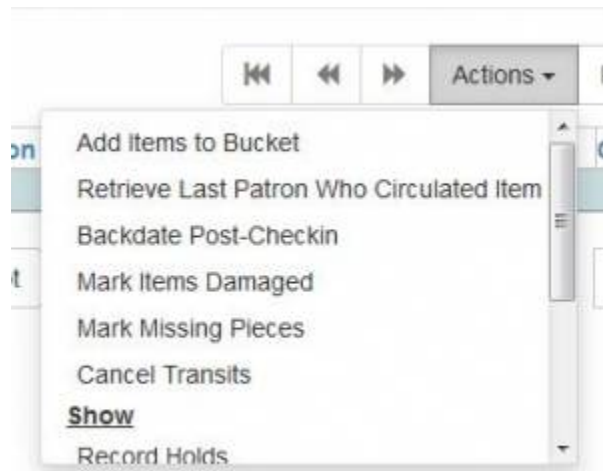 Actions
on
Add Items to Bucket
Retrieve Last Patron Who Circulated Item
Backdate Post-Checkin
Mark Items Damaged
Mark Missing Pieces
Cancel Transits
Show
Record Holds